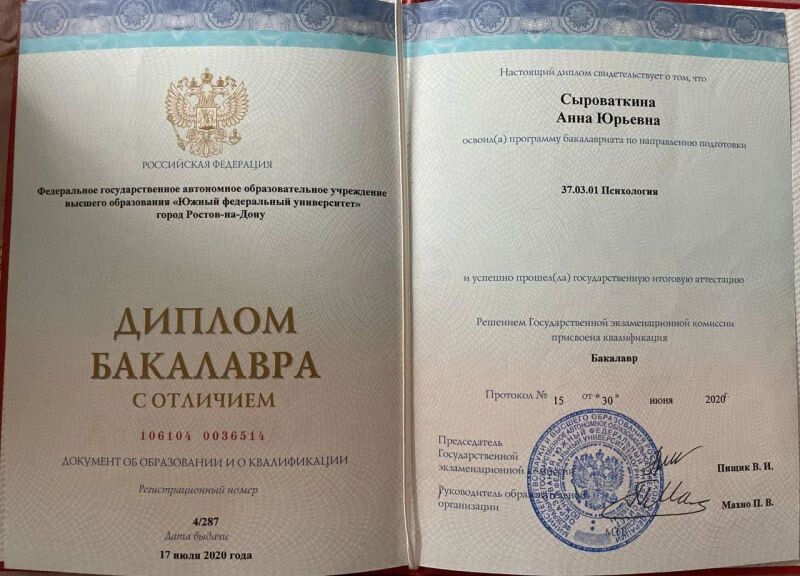 РОССИЙСКАЯ ФЕДЕРАЦИЯ
Федеральное государственное автономное образовательное учреждение
высшего образования «Южный федеральный университет»
город Ростов-на-Дону
ДИПЛОМ
БАКАЛАВРА
С ОТЛИЧИЕМ
106104 0036514
ДОКУМЕНТ ОБ ОБРАЗОВАНИИ И О КВАЛИФИКАЦИИ
Регистрационный номер
4/287
Дата выдачи
17 июля 2020 года
Настоящий диплом свидетельствует о том, что
Сыроваткина
Анна Юрьевна
освоил(а) программу бакалавриата по направлению подготовки
37.03.01 Психология
и успешно прошел(ла) государственную итоговую аттестацию
Решением Государственной экзаменационной комиссии
присвоена квалификация
Бакалавр
Протокол № 15 от "30" июня 2020г
Председатель
Государственной
экзаменационной
Пищик В. И.
Руководитель образовательной
организации
Махно П. В.
М.П.